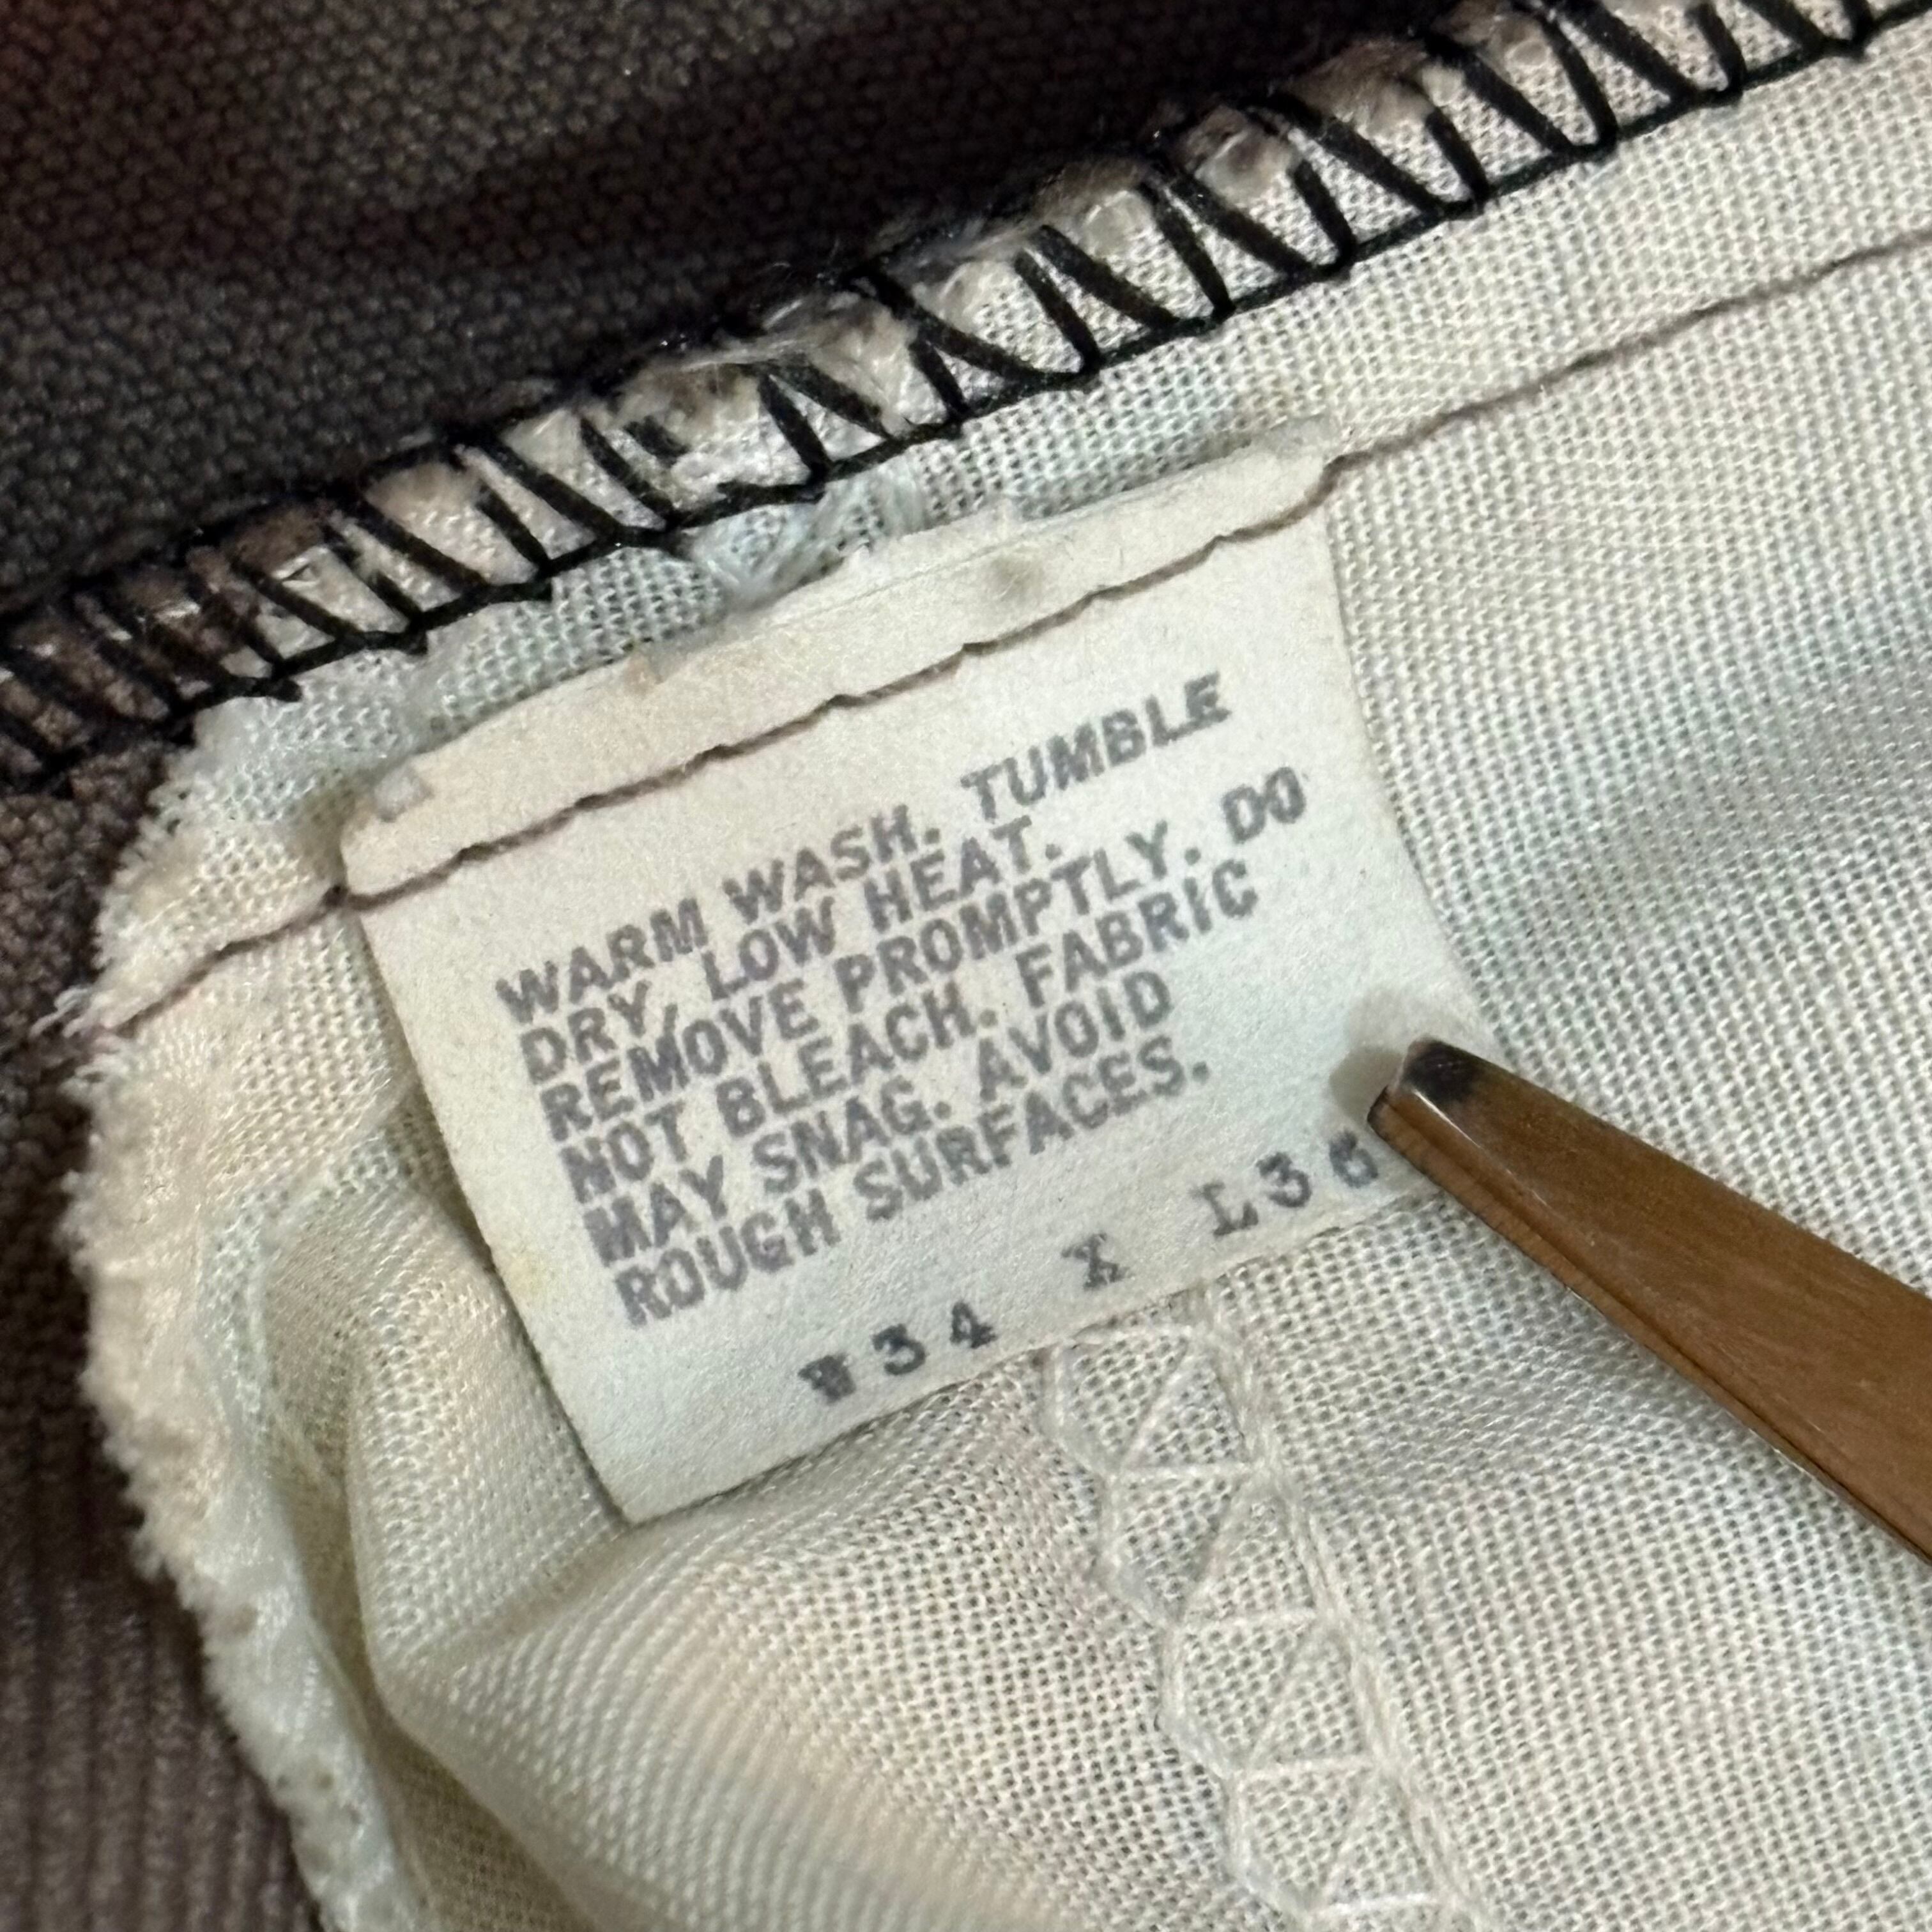 WARM WASH. TUMBLE
DRY, LOW HEAT.
REMOVE PROMPTLY. DO
NOT BLEACH. FABRIC
MAY SNAG. AVOID
ROUGH SURFACES.
W34 X L36